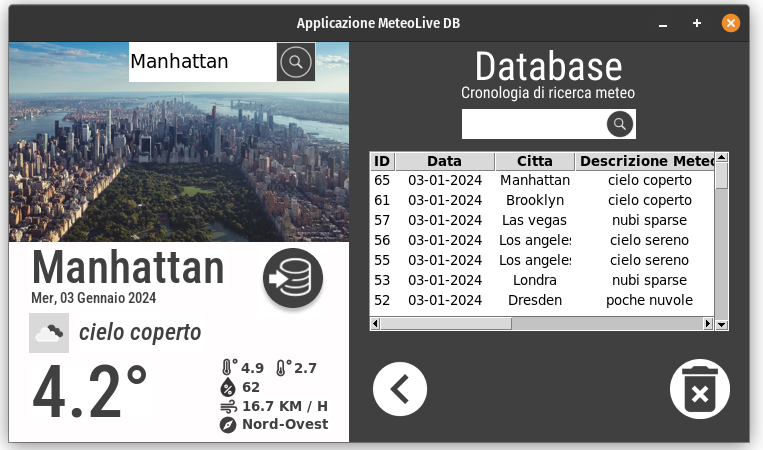 Applicazione MeteoLive DB
Manhattan
Manhattan
Mer, 03 Gennaio 2024
cielo coperto
4.2°
4.9 2.7
62
16.7 KM / H
Nord-Ovest
Database
Cronologia di ricerca meteo
ID Data Citta Descrizione Meteo
65 03-01-2024 Manhattan cielo coperto
61 03-01-2024 Brooklyn cielo coperto
57 03-01-2024 Las vegas nubi sparse
56 03-01-2024 Los angeles cielo sereno
55 03-01-2024 Los angeles cielo sereno
53 03-01-2024 Londra nubi sparse
52 03-01-2024 Dresden poche nuvole